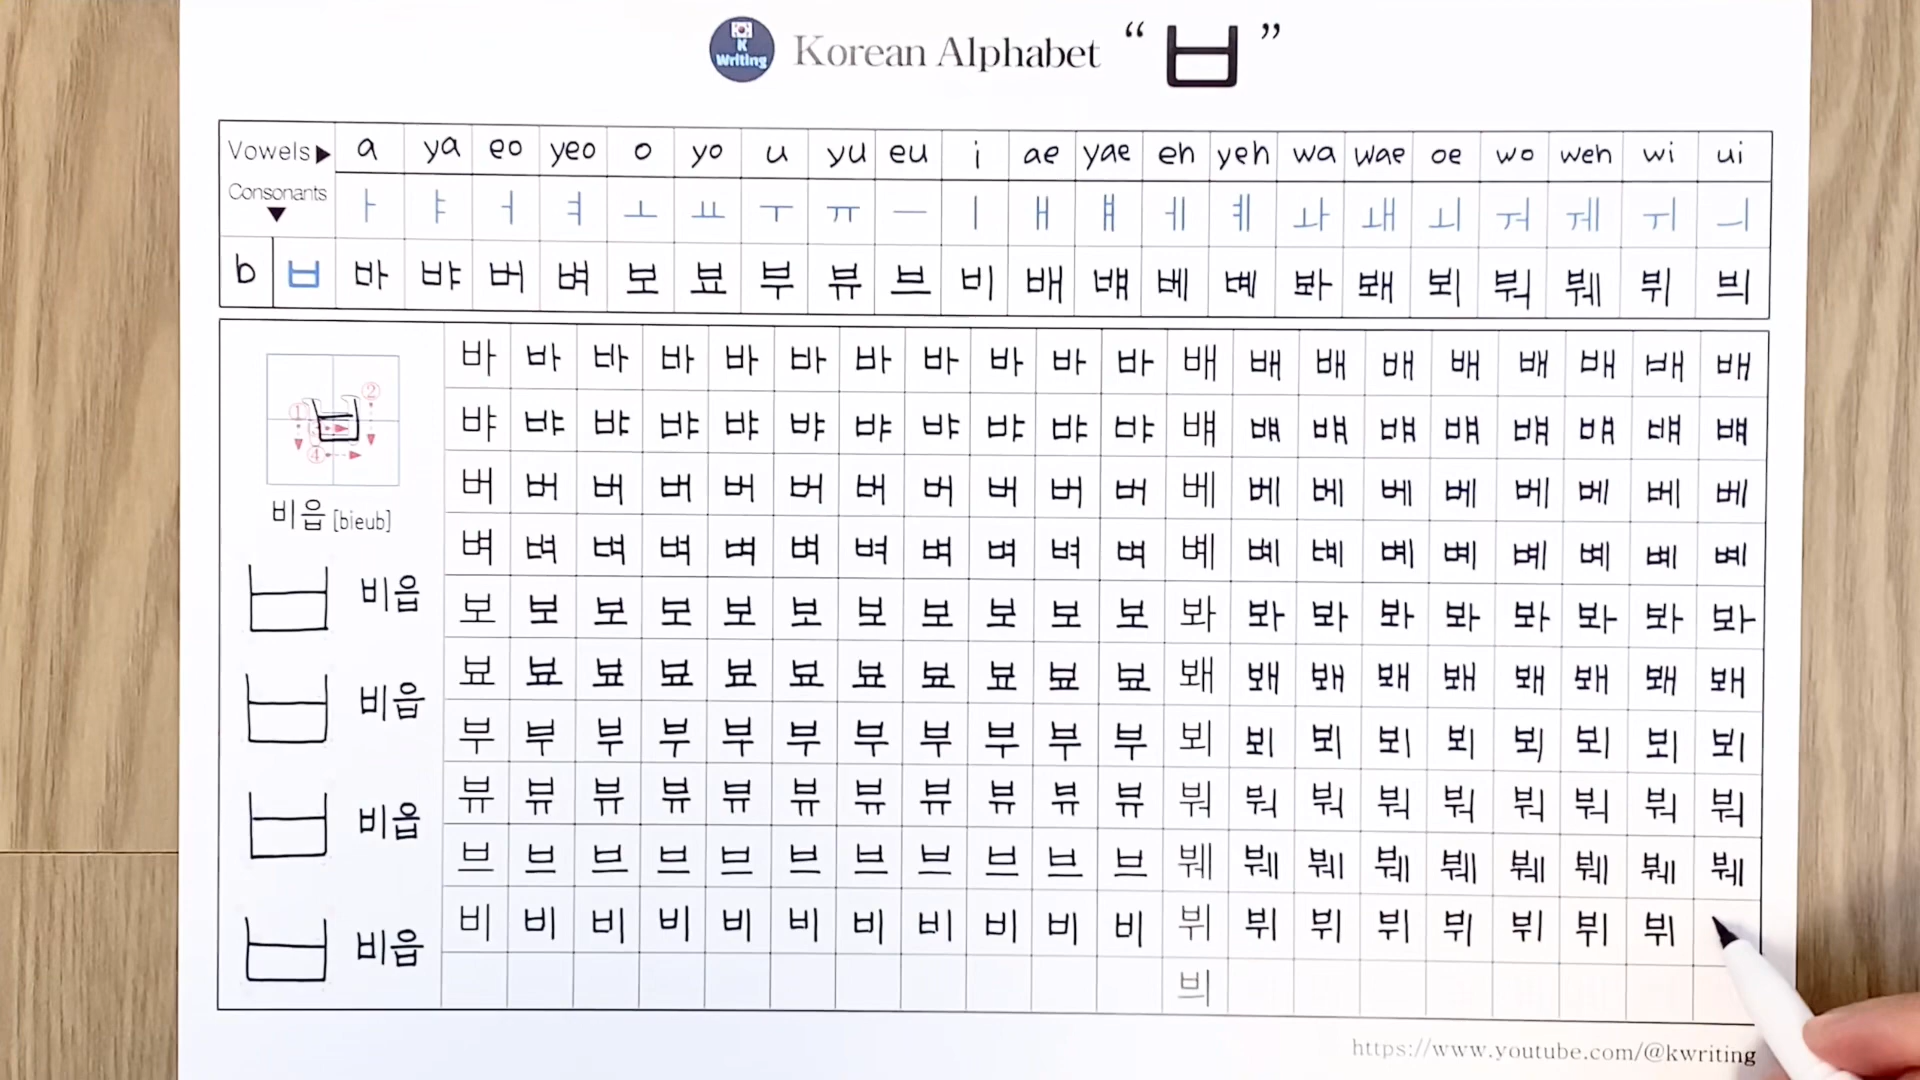 K
Writing
Korean Alphabet “ ㅂ ”
Vowels▶ a ya eo yeo o yo u yu eu i ae yae eh yeh wa wae oe wo weh wi ui
Consonants ▼ ㅏ ㅑ ㅓ ㅕ ㅗ ㅛ ㅜ ㅠ ㅡ ㅣ ㅐ ㅒ ㅔ ㅖ ㅘ ㅙ ㅚ ㅝ ㅞ ㅟ ㅢ
b ㅂ 바 뱌 버 벼 보 뵤 부 뷰 브 비 배 뱨 베 볘 봐 봬 뵈 붜 붸 뷔 븨
① ② ③ ④
비읍 [bieub]
ㅂ 비읍
ㅂ 비읍
ㅂ 비읍
ㅂ 비읍
바 바 바 바 바 바 바 바 바 바 바 배 배 배 배 배 배 배 배 배
뱌 뱌 뱌 뱌 뱌 뱌 뱌 뱌 뱌 뱌 뱌 뱨 뱨 뱨 뱨 뱨 뱨 뱨 뱨 뱨
버 버 버 버 버 버 버 버 버 버 버 베 베 베 베 베 베 베 베 베
벼 벼 벼 벼 벼 벼 벼 벼 벼 벼 벼 볘 볘 볘 볘 볘 볘 볘 볘 볘
보 보 보 보 보 보 보 보 보 보 보 봐 봐 봐 봐 봐 봐 봐 봐 봐
뵤 뵤 뵤 뵤 뵤 뵤 뵤 뵤 뵤 뵤 뵤 봬 봬 봬 봬 봬 봬 봬 봬 봬
부 부 부 부 부 부 부 부 부 부 부 뵈 뵈 뵈 뵈 뵈 뵈 뵈 뵈 뵈
뷰 뷰 뷰 뷰 뷰 뷰 뷰 뷰 뷰 뷰 뷰 붜 붜 붜 붜 붜 붜 붜 붜 붜
브 브 브 브 브 브 브 브 브 브 브 붸 붸 붸 붸 붸 붸 붸 붸 붸
비 비 비 비 비 비 비 비 비 비 비 뷔 뷔 뷔 뷔 뷔 뷔 뷔 뷔
븨
https://www.youtube.com/@kwriting